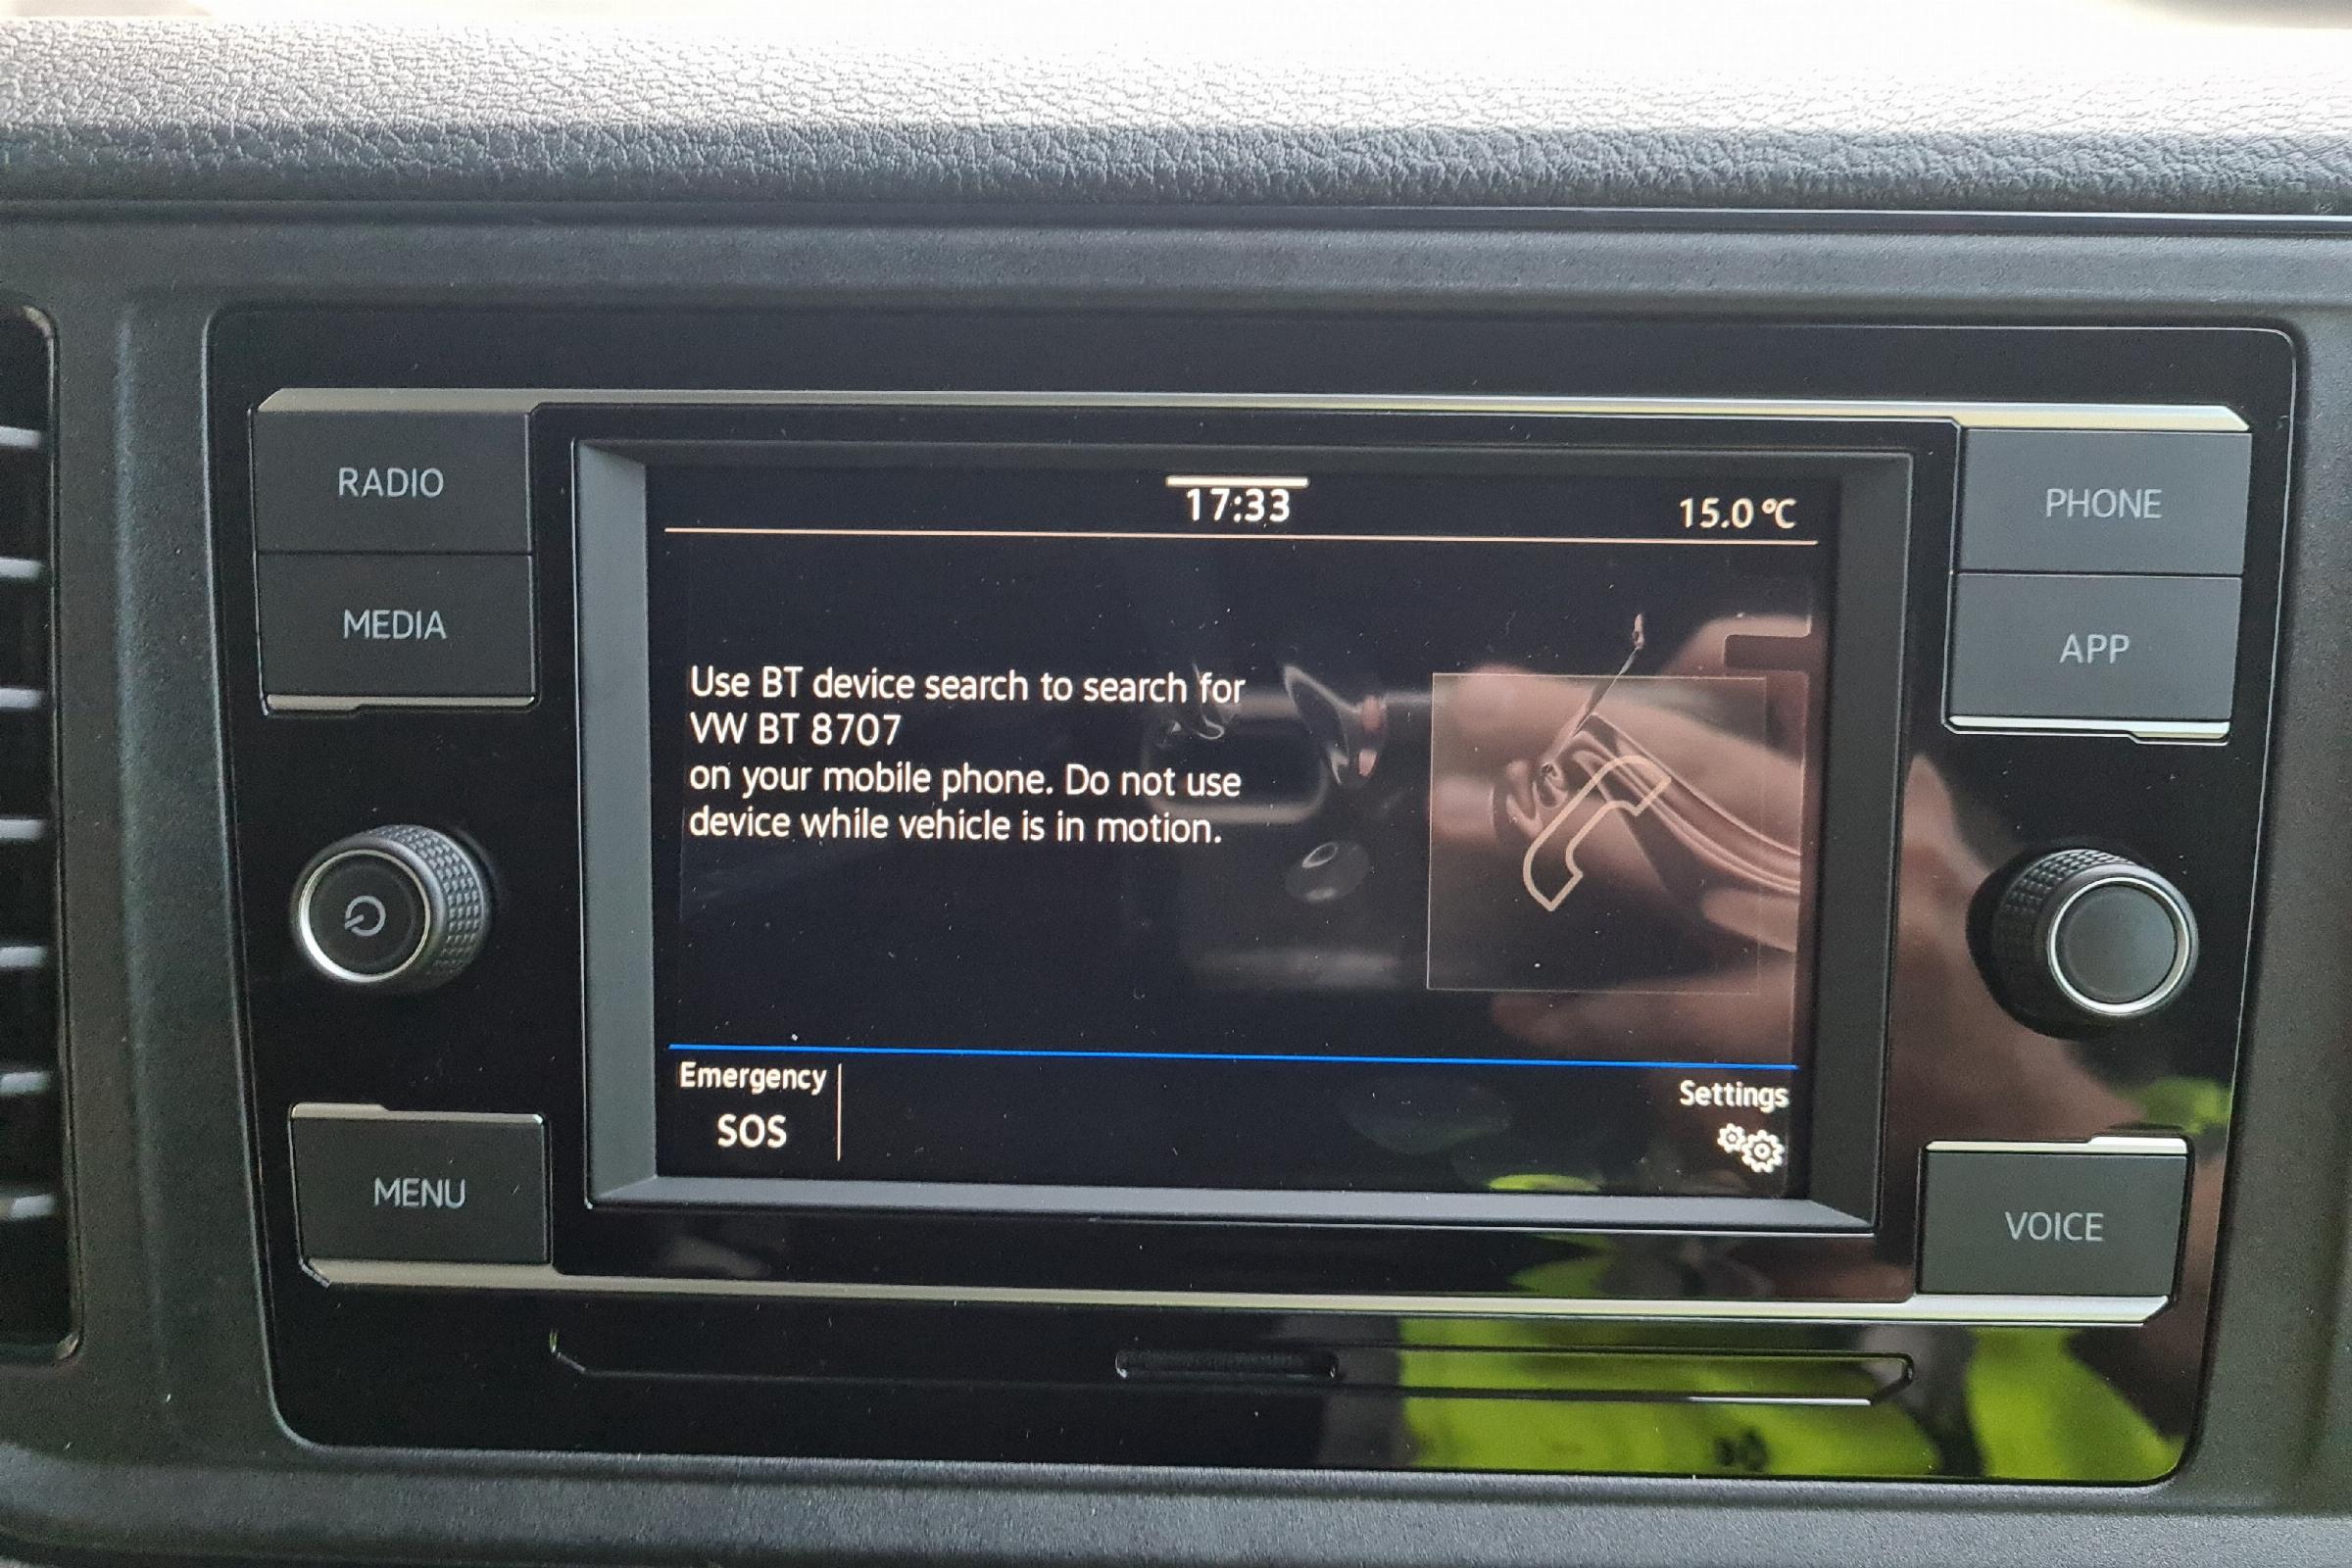 RADIO
MEDIA
MENU
17:33
15.0 °C
Use BT device search to search for
VW BT 8707
on your mobile phone. Do not use
device while vehicle is in motion.
Emergency
SOS
Settings
PHONE
APP
VOICE